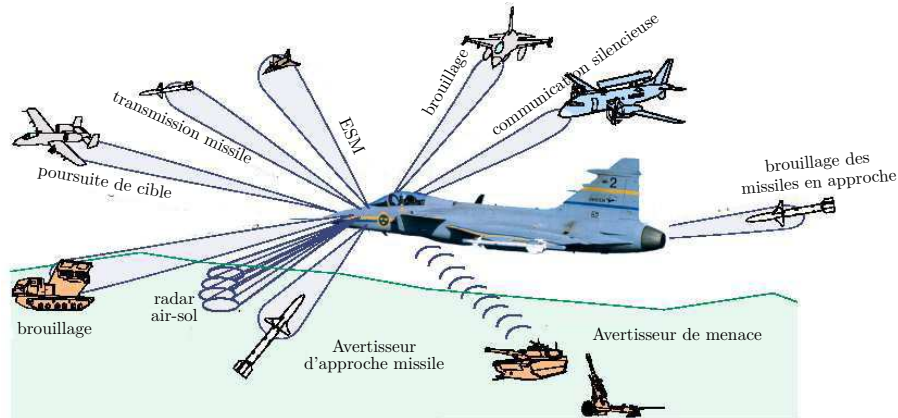 brouillage
communication silencieuse
transmission missile
ESM
poursuite de cible
brouillage des
missiles en approche
2
radar
air-sol
brouillage
Avertisseur
d'approche missile
Avertisseur de menace